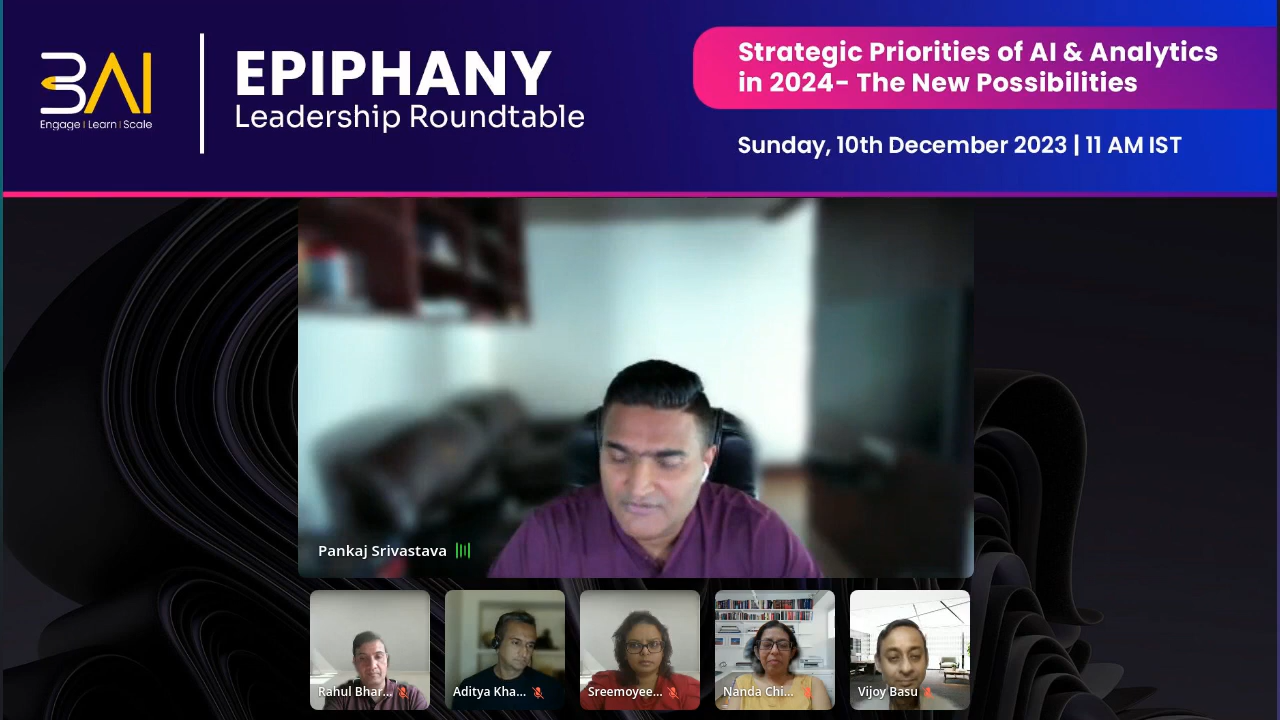 3AI
Engage | Learn | Scale
EPIPHANY
Leadership Roundtable
Strategic Priorities of AI & Analytics
in 2024- The New Possibilities
Sunday, 10th December 2023 | 11 AM IST
Pankaj Srivastava
Rahul Bhar...
Aditya Kha...
Sreemoyee...
Nanda Chi...
Vijoy Basu